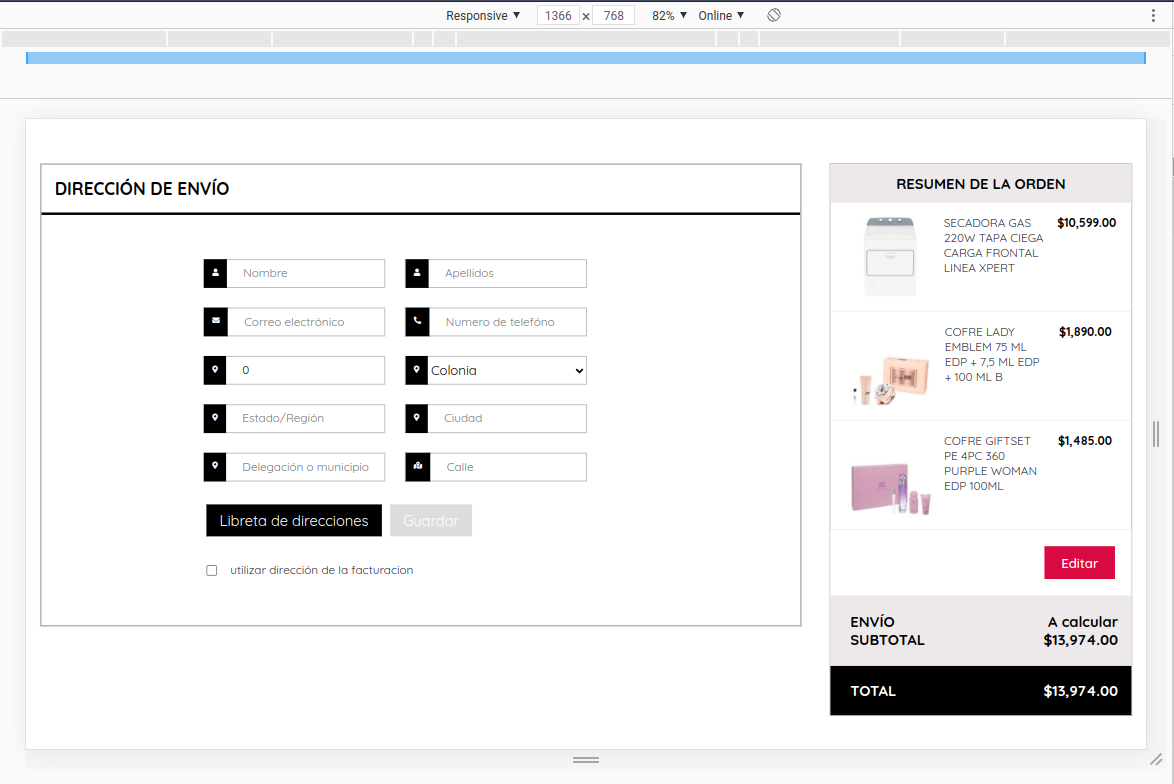 Responsive ▼ 1366 × 768 82% ▼ Online ▼
DIRECCIÓN DE ENVÍO
Nombre
Apellidos
Correo electrónico
Numero de telefóno
0
Colonia
Estado/Región
Ciudad
Delegación o municipio
Calle
Libreta de direcciones
Guardar
utilizar dirección de la facturacion
RESUMEN DE LA ORDEN
SECADORA GAS $10,599.00
220W TAPA CIEGA
CARGA FRONTAL
LINEA XPERT
COFRE LADY $1,890.00
EMBLEM 75 ML
EDP + 7,5 ML EDP
+ 100 ML B
COFRE GIFTSET $1,485.00
PE 4PC 360
PURPLE WOMAN
EDP 100ML
Editar
ENVÍO A calcular
SUBTOTAL $13,974.00
TOTAL $13,974.00